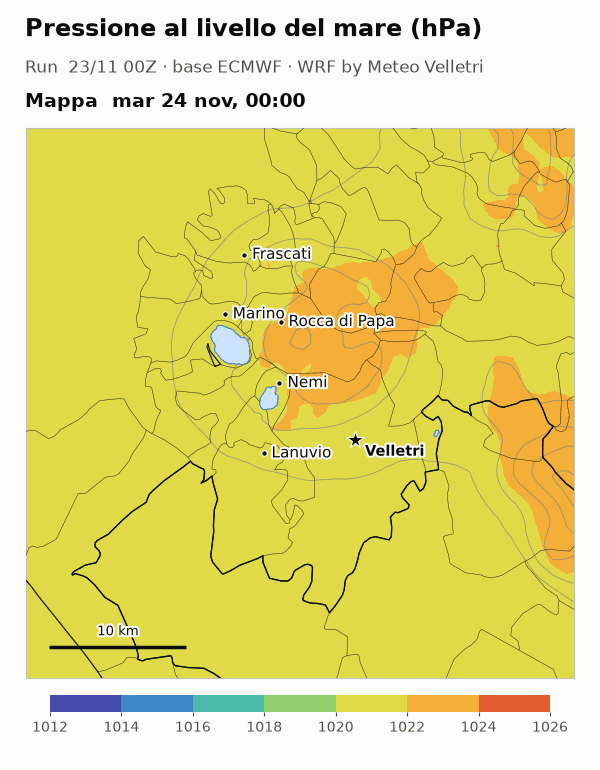 Pressione al livello del mare (hPa)
Run  23/11 00Z · base ECMWF · WRF by Meteo Velletri
Mappa  mar 24 nov, 00:00
Frascati
Marino
Rocca di Papa
Nemi
Velletri
Lanuvio
10 km
1012 1014 1016 1018 1020 1022 1024 1026